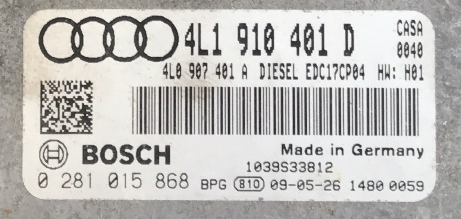 4L1 910 401 D CASA
0040
4L0 907 401 A DIESEL EDC17CP04 HW: H01
BOSCH
Made in Germany
1039S33812
0 281 015 868 BPG 810 09-05-26 1480 0059